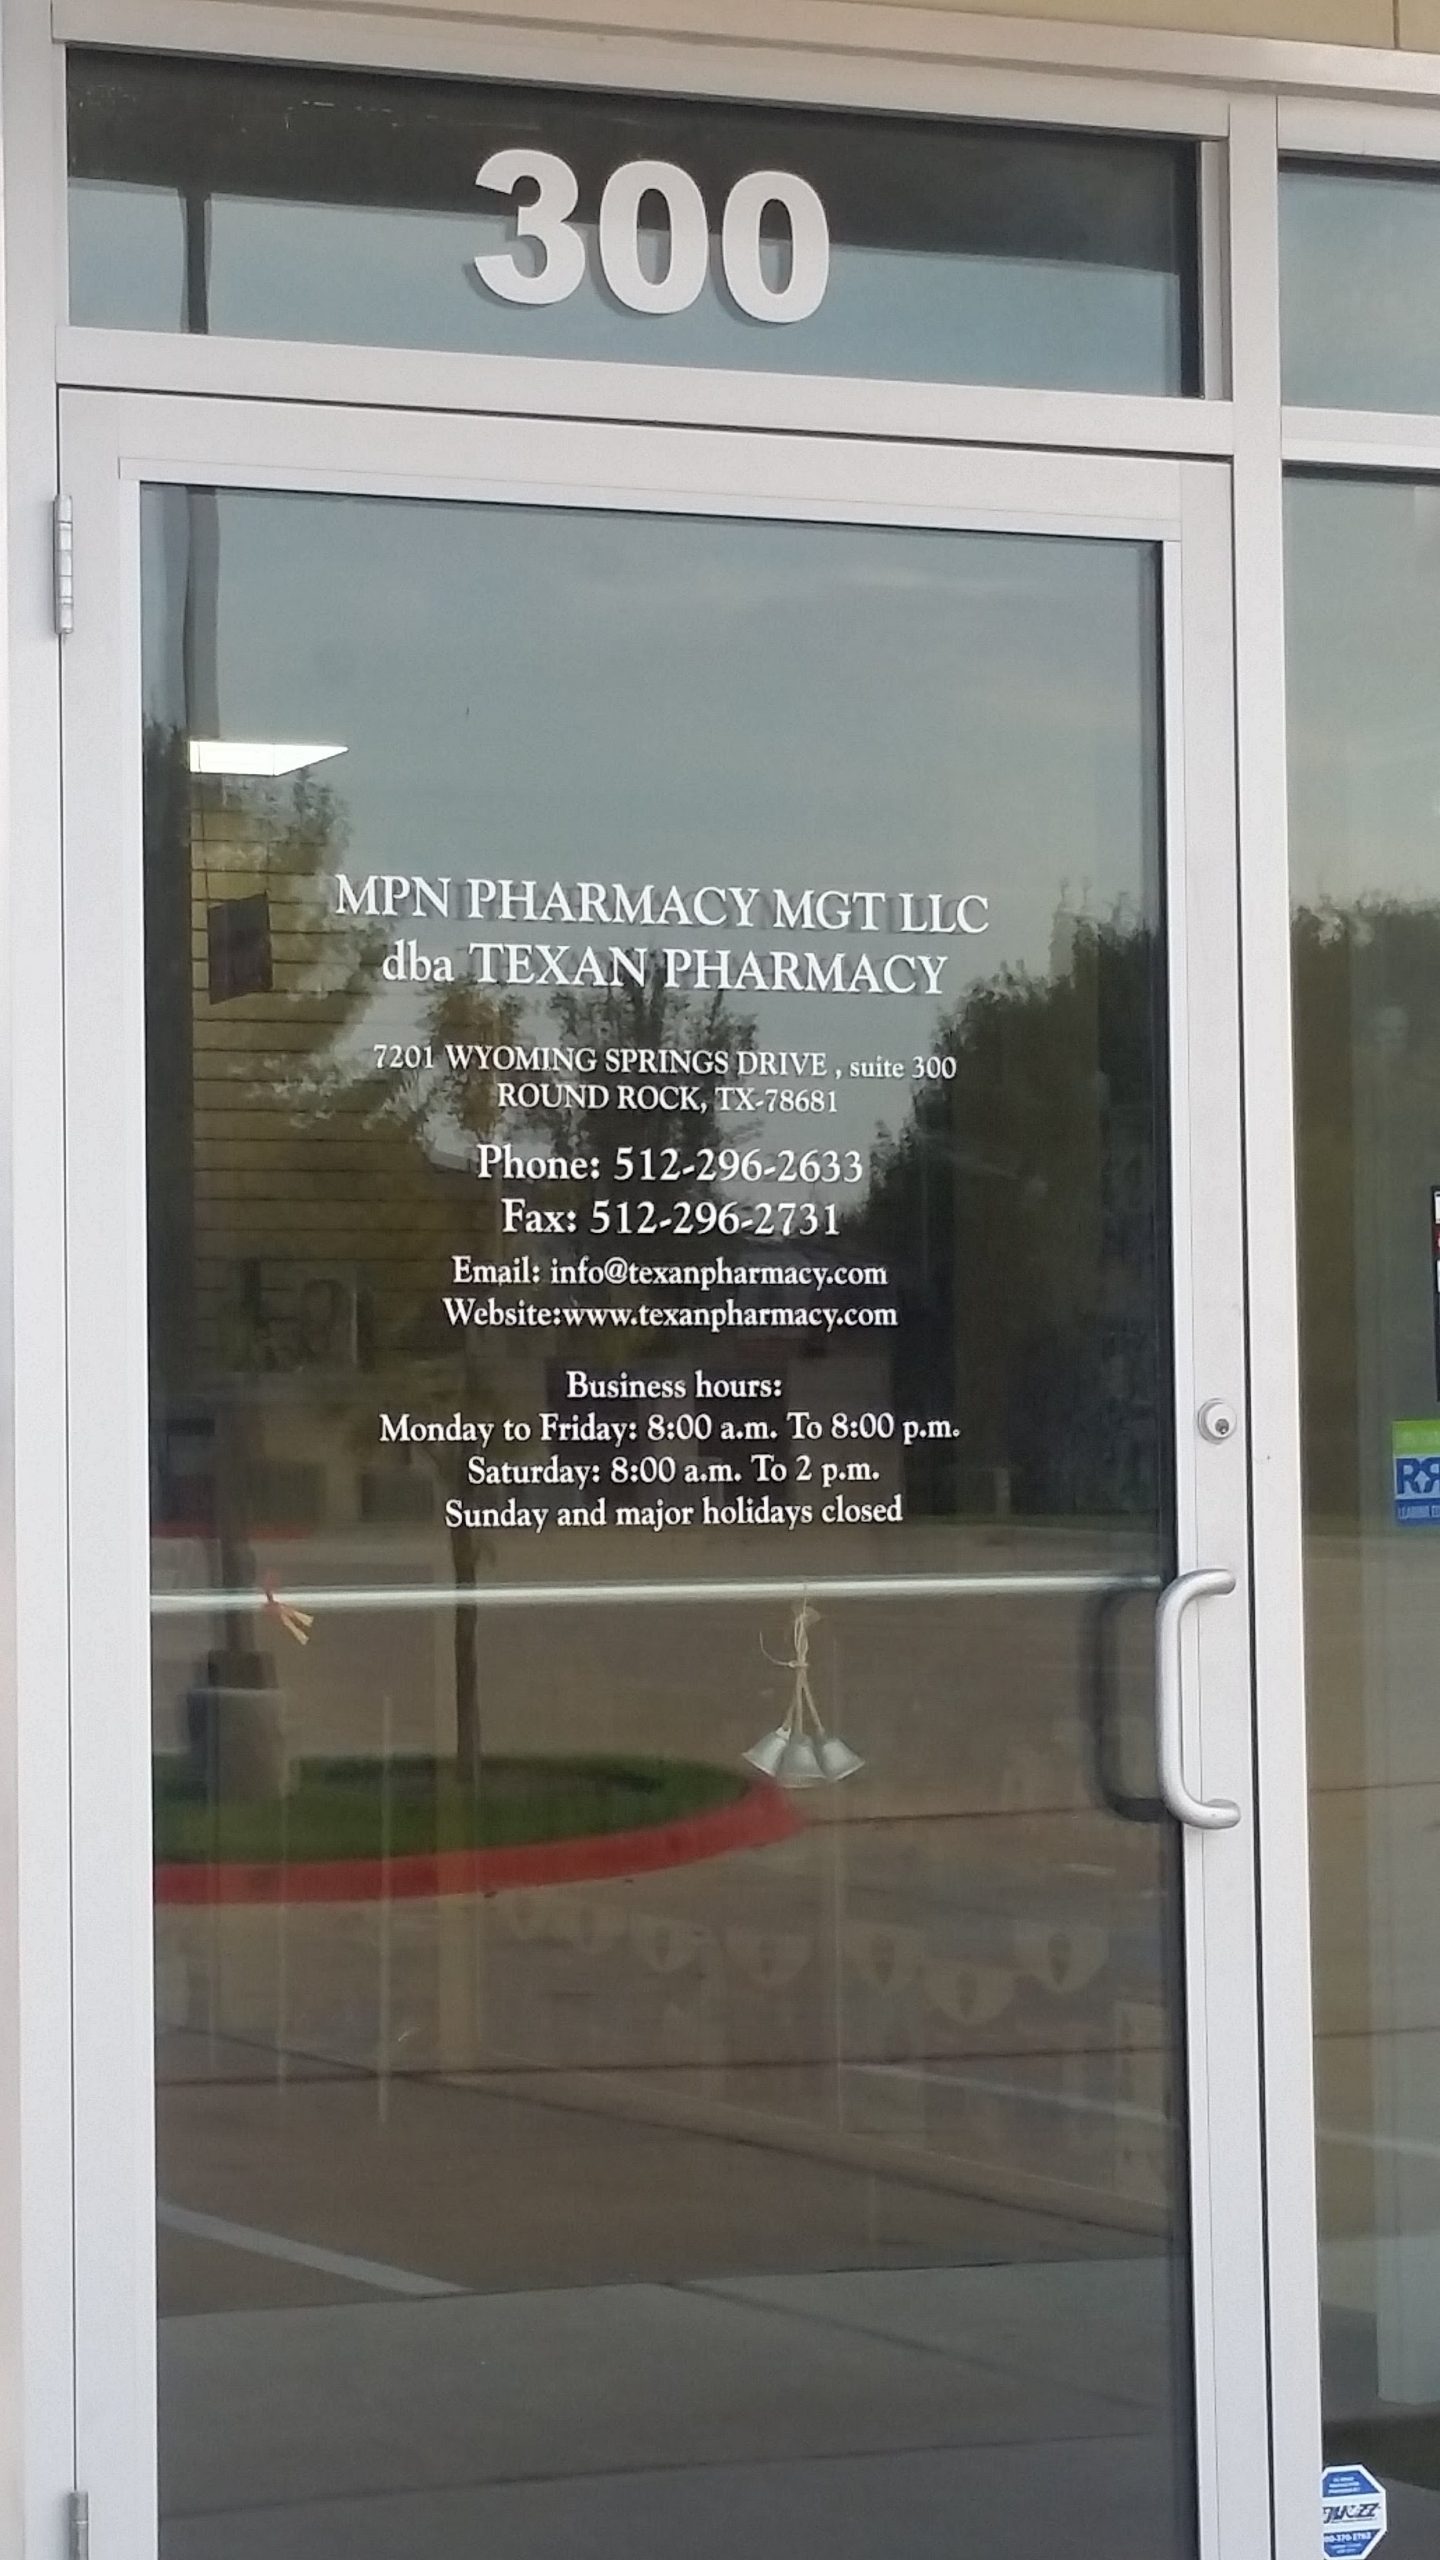 300
MPN PHARMACY MGT LLC
dba TEXAN PHARMACY
7201 WYOMING SPRINGS DRIVE , suite 300
ROUND ROCK, TX-78681
Phone: 512-296-2633
Fax: 512-296-2731
Email: info@texanpharmacy.com
Website:www.texanpharmacy.com
Business hours:
Monday to Friday: 8:00 a.m. To 8:00 p.m.
Saturday: 8:00 a.m. To 2 p.m.
Sunday and major holidays closed